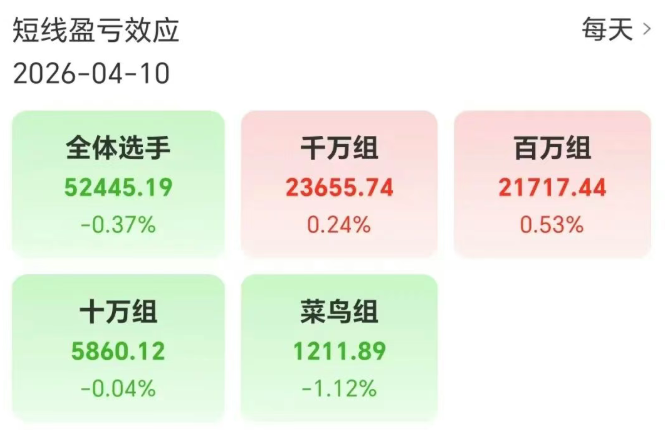 短线盈亏效应
每天 >
2026-04-10
全体选手
52445.19
-0.37%
千万组
23655.74
0.24%
百万组
21717.44
0.53%
十万组
5860.12
-0.04%
菜鸟组
1211.89
-1.12%